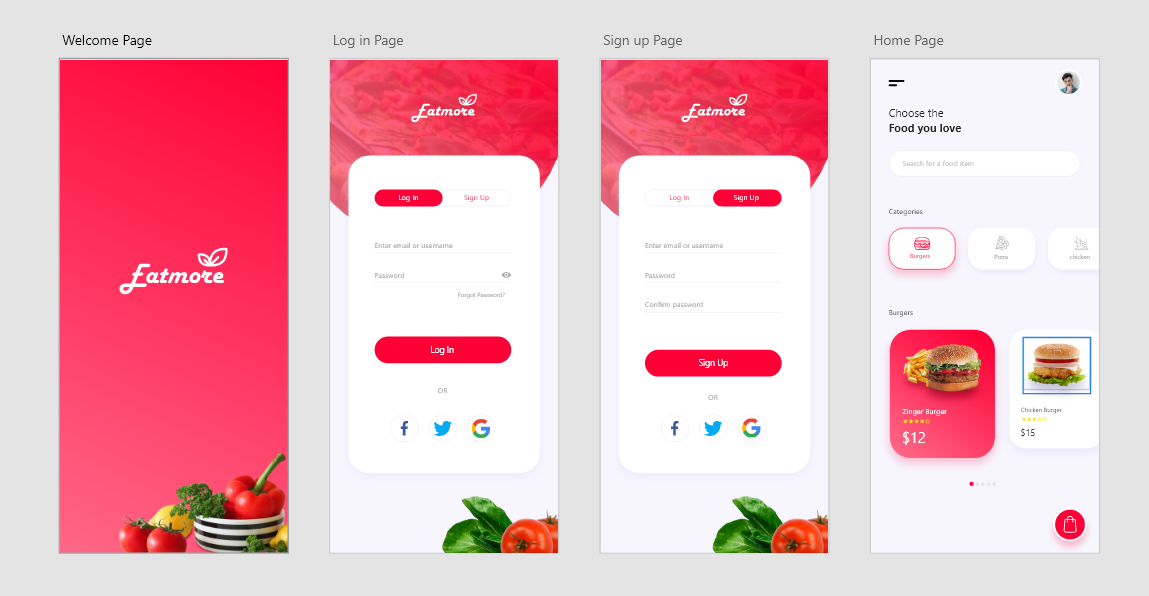 Welcome Page
Eatmore
Log in Page
Eatmore
Log In
Sign Up
Enter email or username
Password
Forgot Password?
Log In
OR
Sign up Page
Eatmore
Log In
Sign Up
Enter email or username
Password
Confirm password
Sign Up
OR
Home Page
Choose the
Food you love
Search for a food item
Categories
Burgers
Pizza
chicken
Burgers
Zinger Burger
$12
Chicken Burger
$15